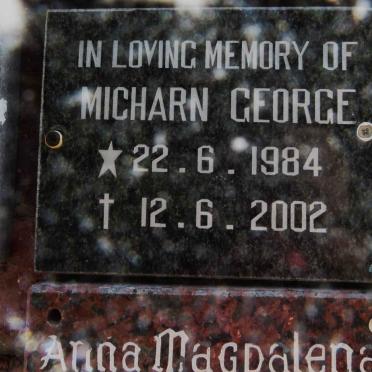 IN LOVING MEMORY OF
MICHARN GEORGE
★ 22.6.1984
† 12.6.2002
Anna Magdalena